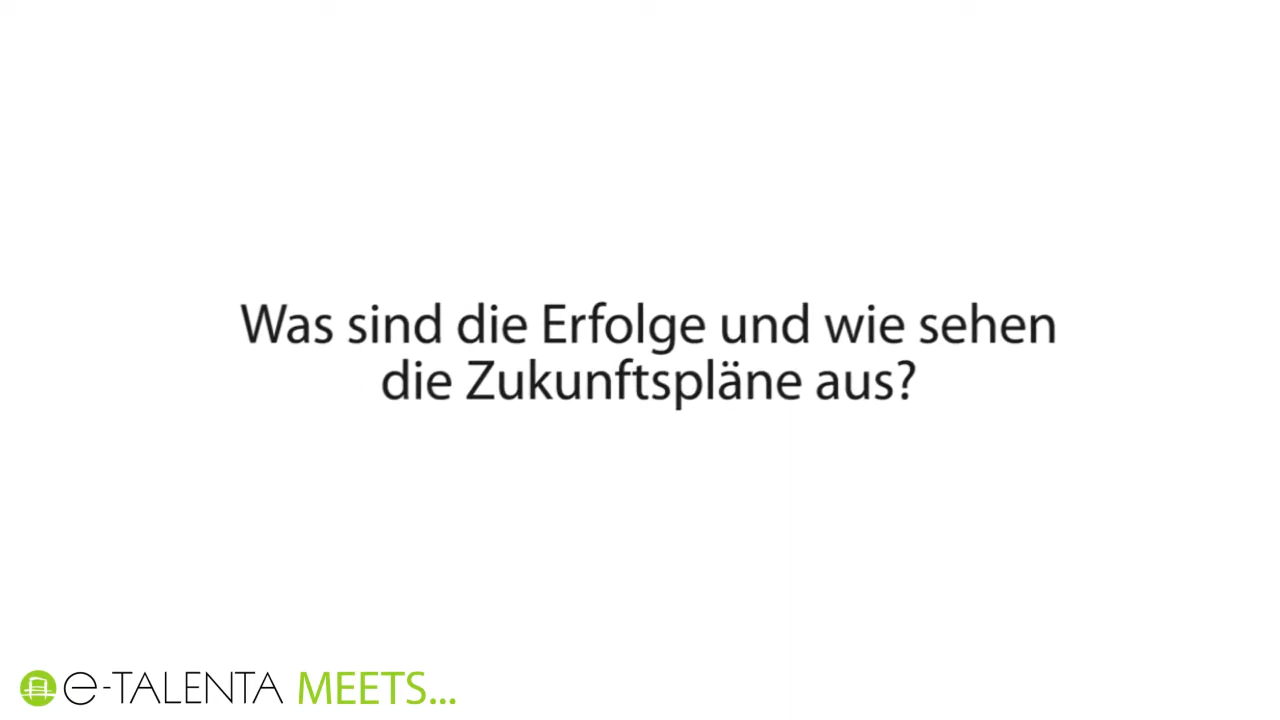 Was sind die Erfolge und wie sehen
die Zukunftspläne aus?
e-TALENTA MEETS...